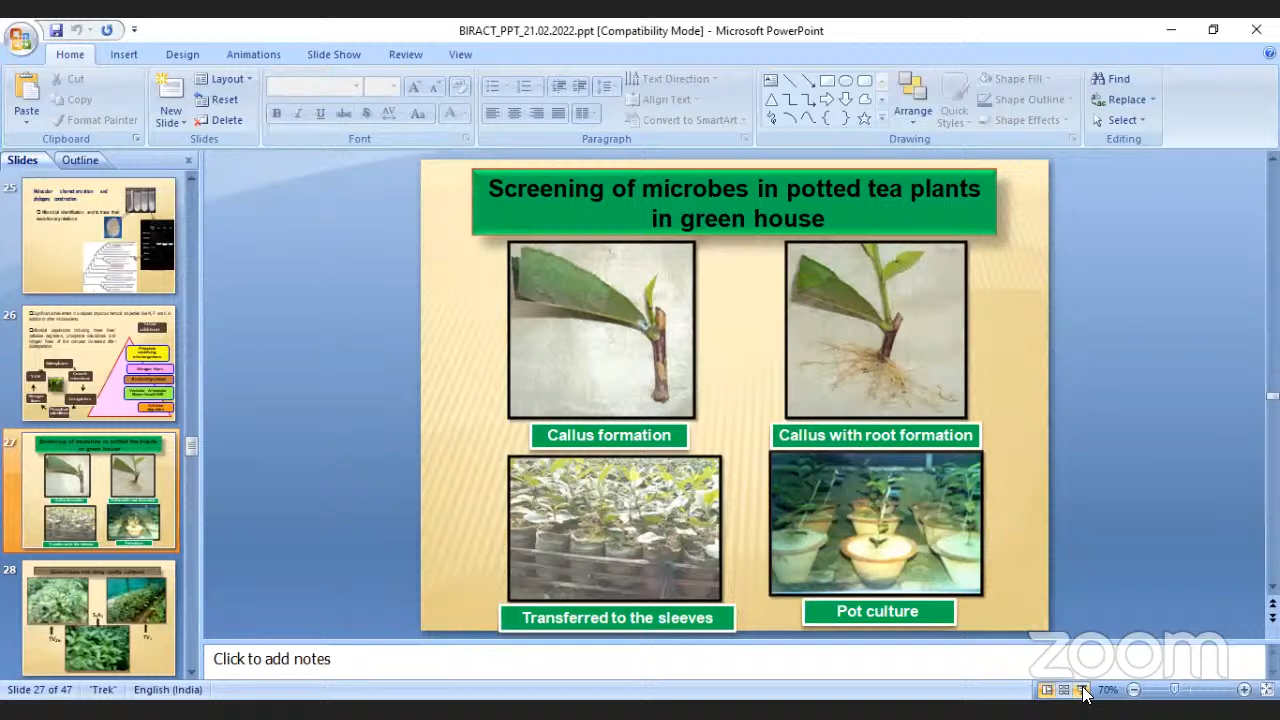 BIRACT_PPT_21.02.2022.ppt [Compatibility Mode] - Microsoft PowerPoint
Home Insert Design Animations Slide Show Review View
Paste
Cut
Copy
Format Painter
Clipboard
New Slide
Layout
Reset
Delete
Slides
Font
Text Direction
Align Text
Convert to SmartArt
Paragraph
Arrange
Quick Styles
Shape Fill
Shape Outline
Shape Effects
Drawing
Find
Replace
Select
Editing
Slides Outline
25
26
27
28
Screening of microbes in potted tea plants
in green house
Callus formation
Callus with root formation
Transferred to the sleeves
Pot culture
Click to add notes
zoom
Slide 27 of 47 "Trek" English (India) 70%